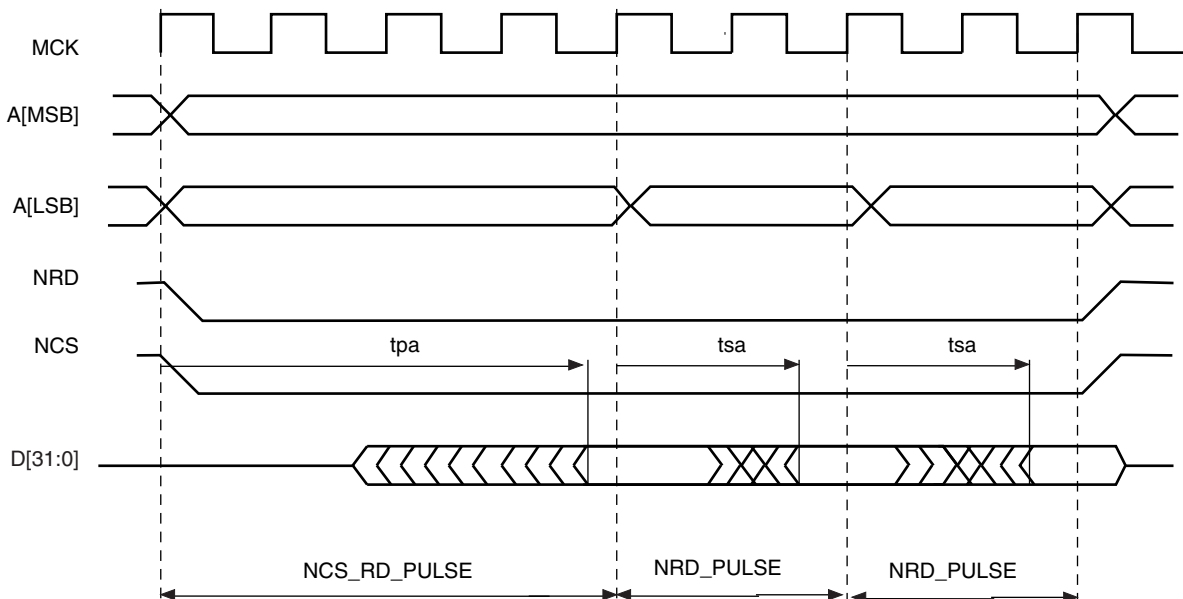 MCK
A[MSB]
A[LSB]
NRD
NCS
tpa
tsa
tsa
D[31:0]
NCS_RD_PULSE
NRD_PULSE
NRD_PULSE